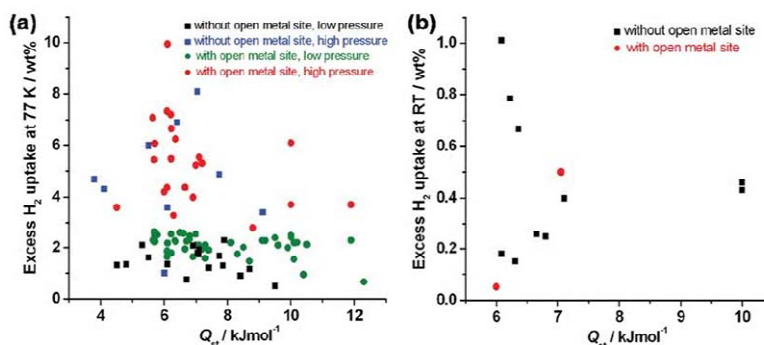 (a)
without open metal site, low pressure
without open metal site, high pressure
with open metal site, low pressure
with open metal site, high pressure
Excess H₂ uptake at 77 K / wt%
10
8
6
4
2
0
4 6 8 10 12
Qst / kJmol⁻¹
(b)
without open metal site
with open metal site
Excess H₂ uptake at RT / wt%
1.0
0.8
0.6
0.4
0.2
0.0
6 7 8 9 10
Qst / kJmol⁻¹